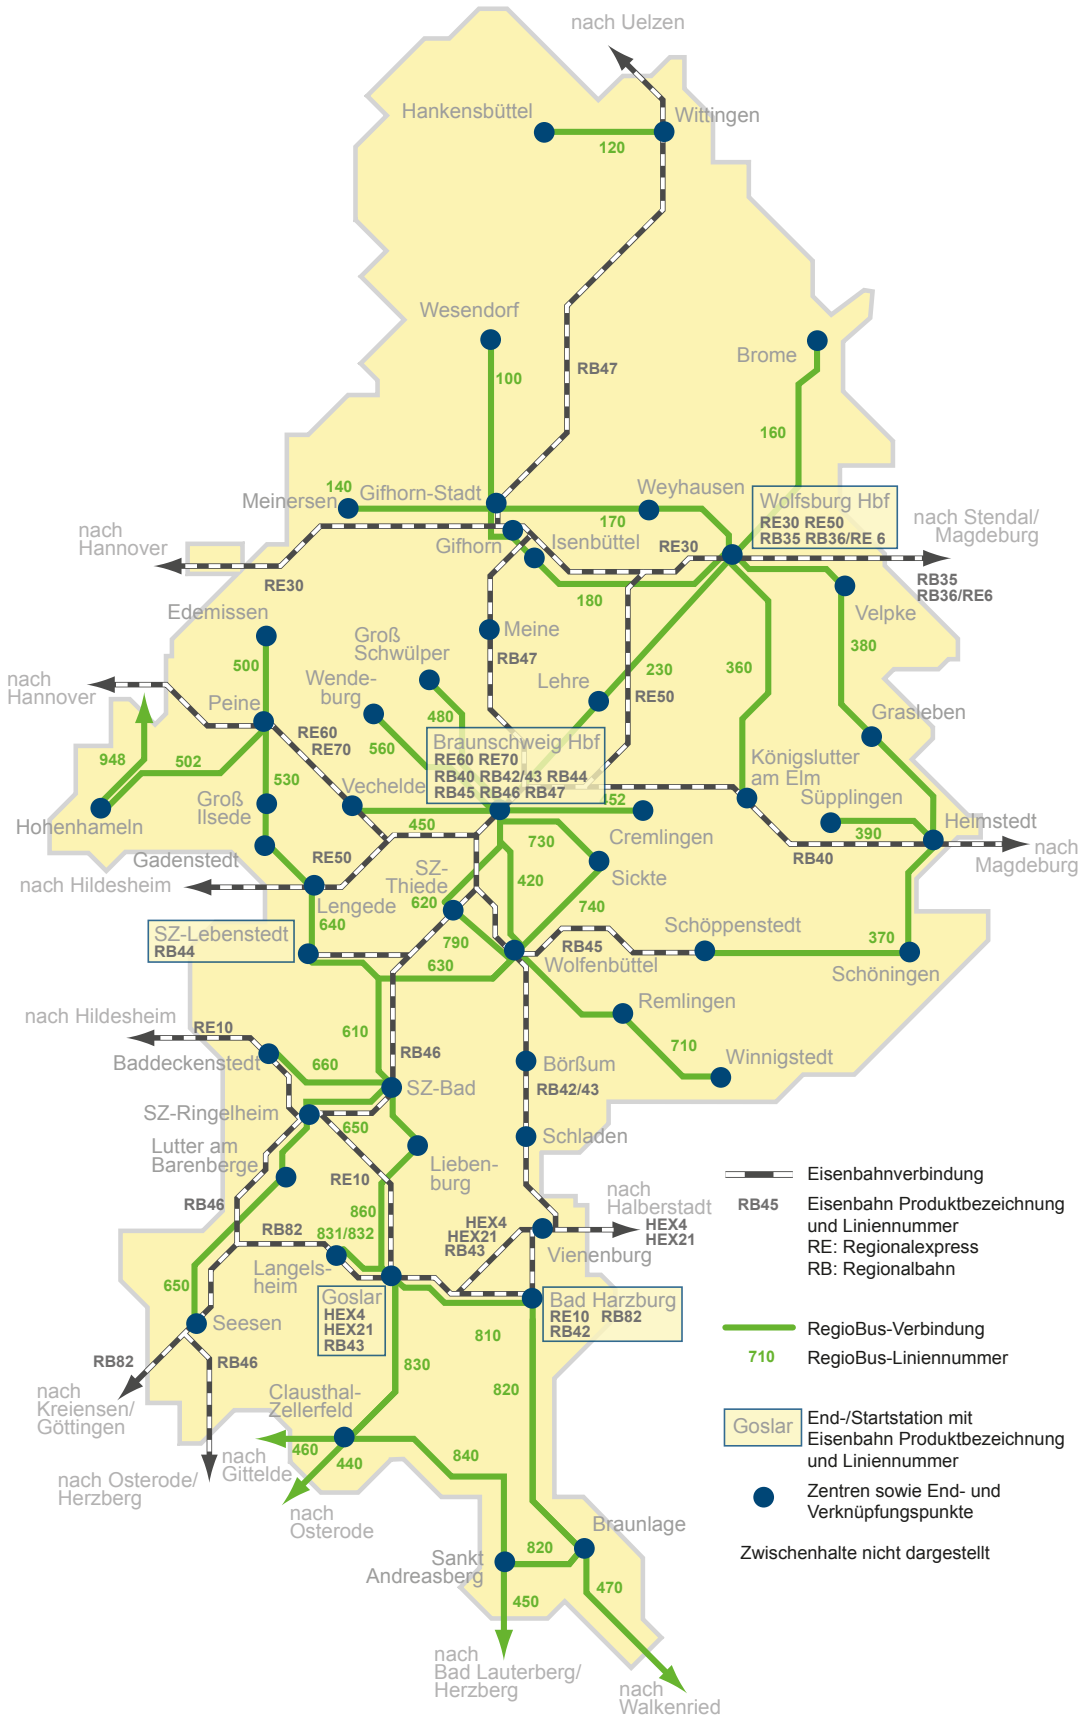 nach Uelzen
Hankensbüttel
Wittingen
120
Wesendorf
100
RB47
Brome
160
140
Meinersen
Gifhorn-Stadt
Weyhausen
170
Wolfsburg Hbf
RE30 RE50
RB35 RB36/RE 6
nach Stendal/
Magdeburg
RB35
RB36/RE6
nach
Hannover
RE30
Gifhorn
Isenbüttel
RE30
180
Velpke
Edemissen
500
Groß
Schwülper
Meine
RB47
230
360
380
Wende-
burg
Lehre
RE50
nach
Hannover
Peine
480
560
Grasleben
948
502
RE60
RE70
530
Braunschweig Hbf
RE60 RE70
RB40 RB42/43 RB44
RB45 RB46 RB47
Königslutter
am Elm
Süpplingen
Vechelde
Groß
Ilsede
452
Hohenhameln
450
Cremlingen
390
Helmstedt
730
nach
Magdeburg
Gadenstedt
RE50
SZ-
Thiede
RB40
nach Hildesheim
420
Sickte
Lengede
620
740
640
SZ-Lebenstedt
RB44
790
RB45
Schöppenstedt
370
630
Wolfenbüttel
Schöningen
Remlingen
nach Hildesheim
RE10
610
710
RB46
Baddeckenstedt
660
Börßum
Winnigstedt
SZ-Bad
RB42/43
SZ-Ringelheim
650
Schladen
Lutter am
Barenberge
Lieben-
burg
RE10
RB46
860
nach
Halberstadt
HEX4
HEX21
HEX4
HEX21
RB43
RB82
831/832
Vienenburg
Langels-
heim
650
Goslar
HEX4
HEX21
RB43
Bad Harzburg
RE10 RB82
RB42
Seesen
810
RB82
RB46
830
820
nach
Kreiensen/
Göttingen
Clausthal-
Zellerfeld
460
440
840
nach
Gittelde
nach Osterode/
Herzberg
nach
Osterode
Braunlage
820
Sankt
Andreasberg
450
470
nach
Bad Lauterberg/
Herzberg
nach
Walkenried
Eisenbahnverbindung
RB45
Eisenbahn Produktbezeichnung
und Liniennummer
RE: Regionalexpress
RB: Regionalbahn
RegioBus-Verbindung
710
RegioBus-Liniennummer
Goslar
End-/Startstation mit
Eisenbahn Produktbezeichnung
und Liniennummer
Zentren sowie End- und
Verknüpfungspunkte
Zwischenhalte nicht dargestellt